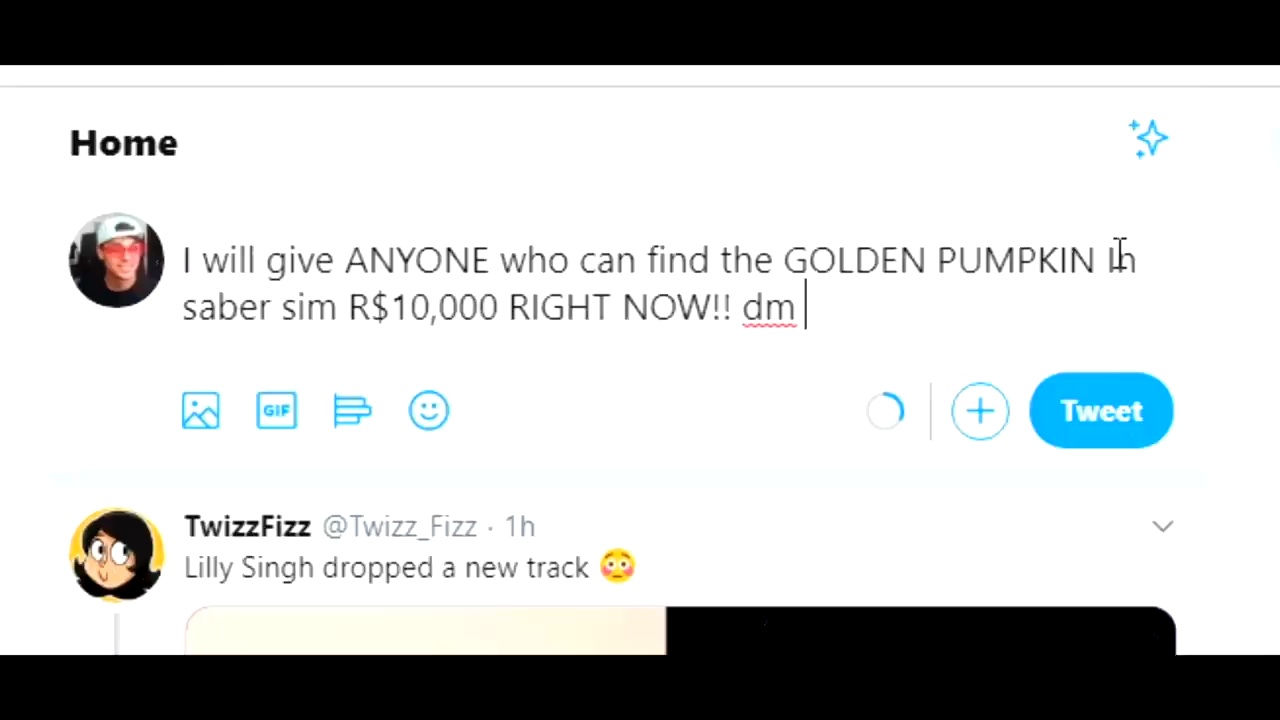 Home
I will give ANYONE who can find the GOLDEN PUMPKIN in
saber sim R$10,000 RIGHT NOW!! dm
GIF
Tweet
TwizzFizz @Twizz_Fizz · 1h
Lilly Singh dropped a new track 😳